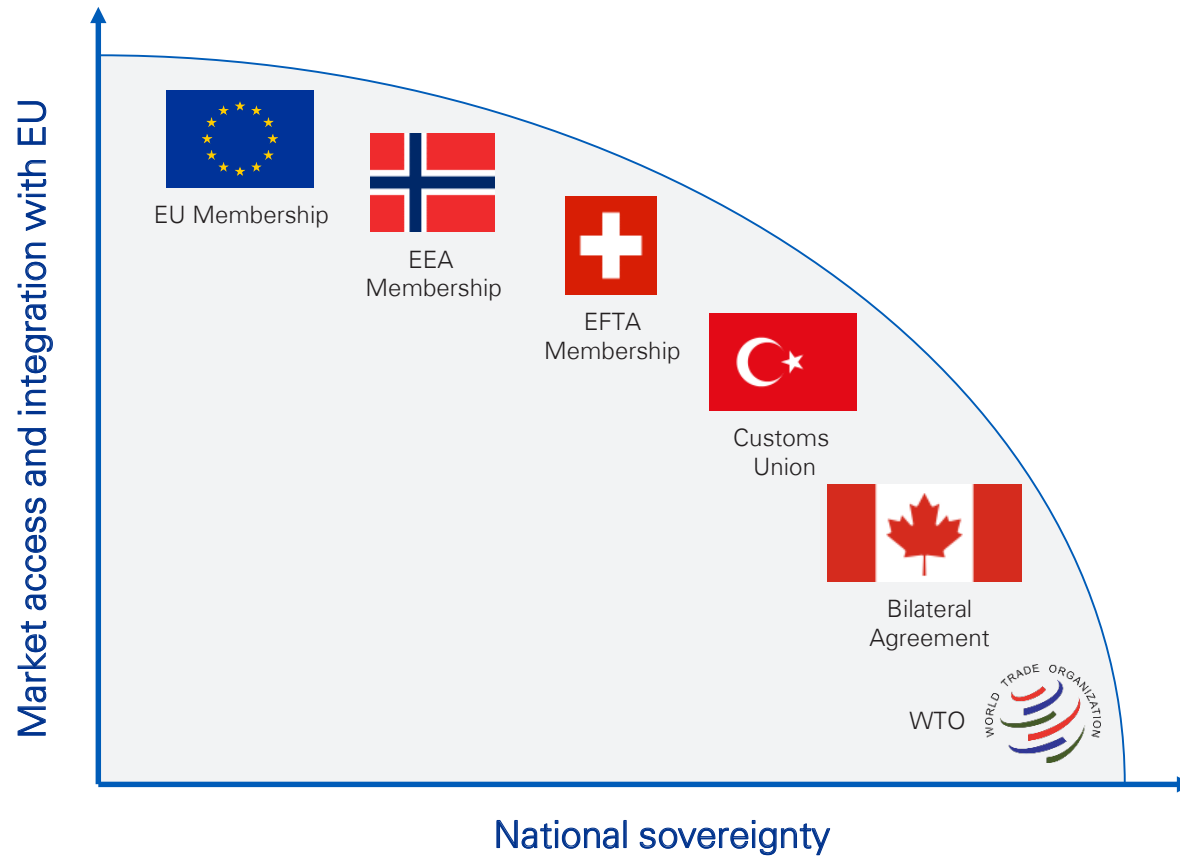 Market access and integration with EU
EU Membership
EEA
Membership
EFTA
Membership
Customs
Union
Bilateral
Agreement
WTO
WORLD TRADE ORGANIZATION
National sovereignty